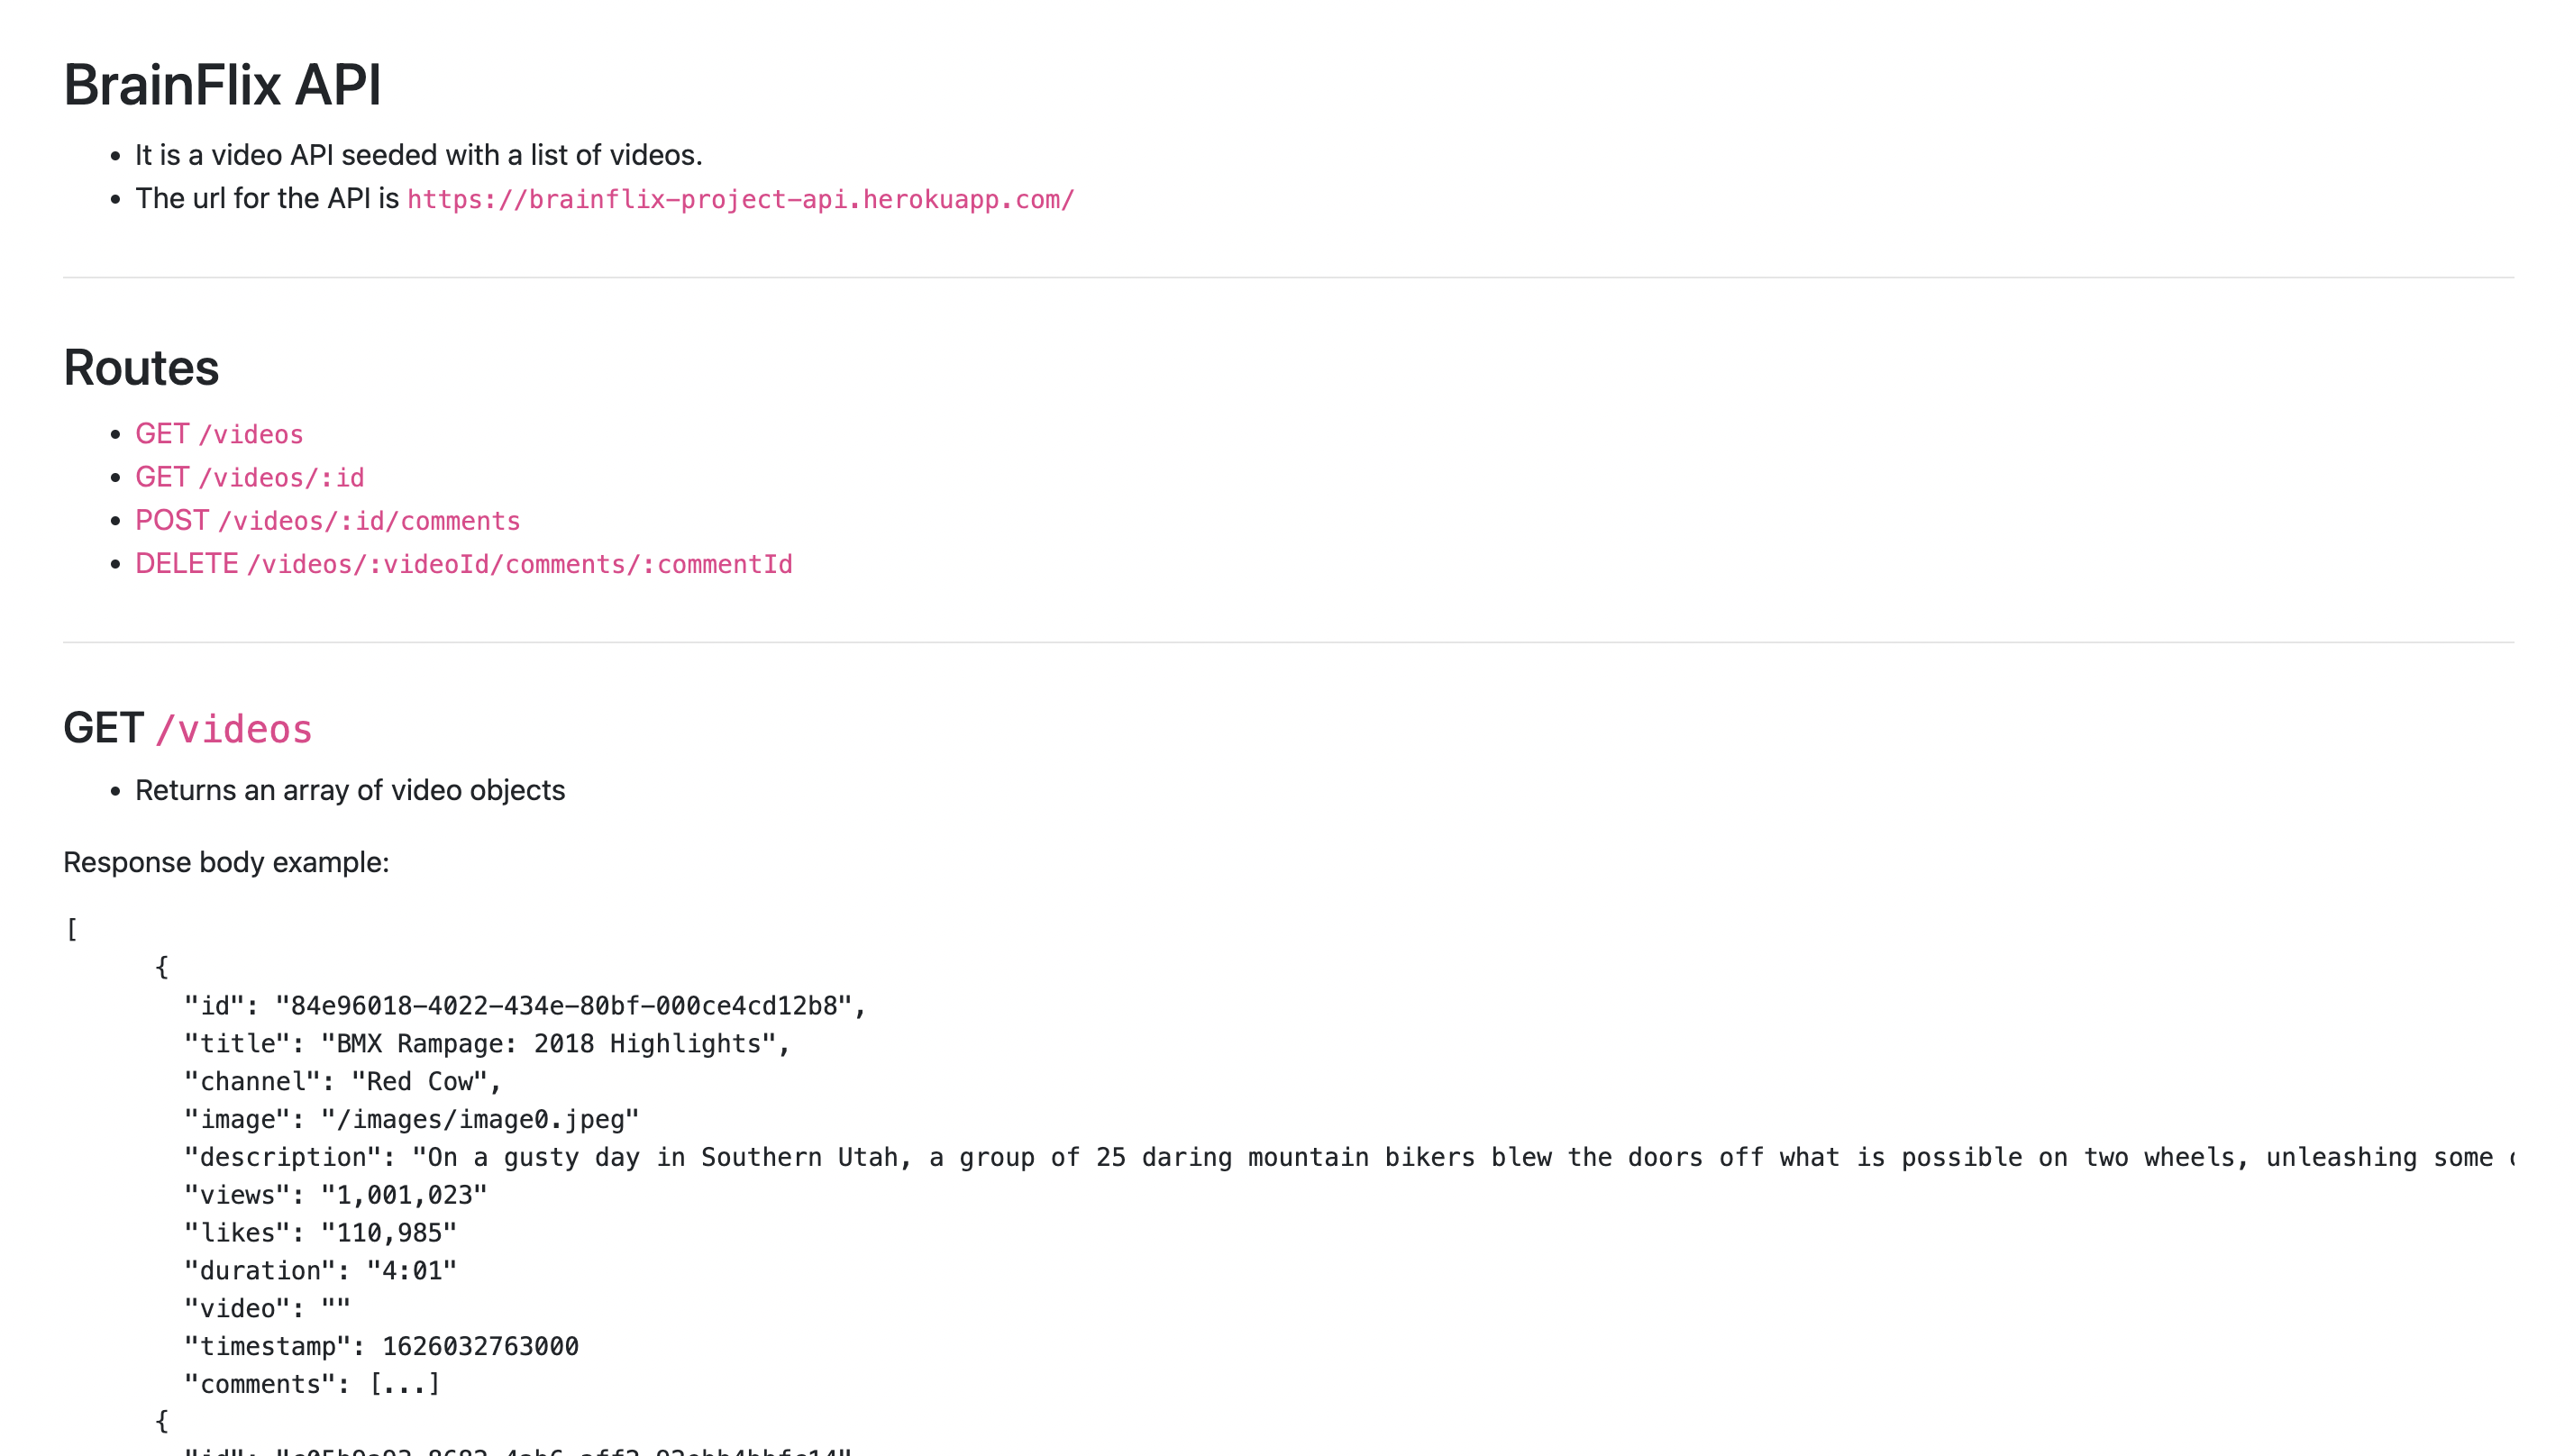 BrainFlix API
• It is a video API seeded with a list of videos.
• The url for the API is https://brainflix-project-api.herokuapp.com/
Routes
• GET /videos
• GET /videos/:id
• POST /videos/:id/comments
• DELETE /videos/:videoId/comments/:commentId
GET /videos
• Returns an array of video objects
Response body example:
[
{
"id": "84e96018-4022-434e-80bf-000ce4cd12b8",
"title": "BMX Rampage: 2018 Highlights",
"channel": "Red Cow",
"image": "/images/image0.jpeg"
"description": "On a gusty day in Southern Utah, a group of 25 daring mountain bikers blew the doors off what is possible on two wheels, unleashing some
"views": "1,001,023"
"likes": "110,985"
"duration": "4:01"
"video": ""
"timestamp": 1626032763000
"comments": [...]
{